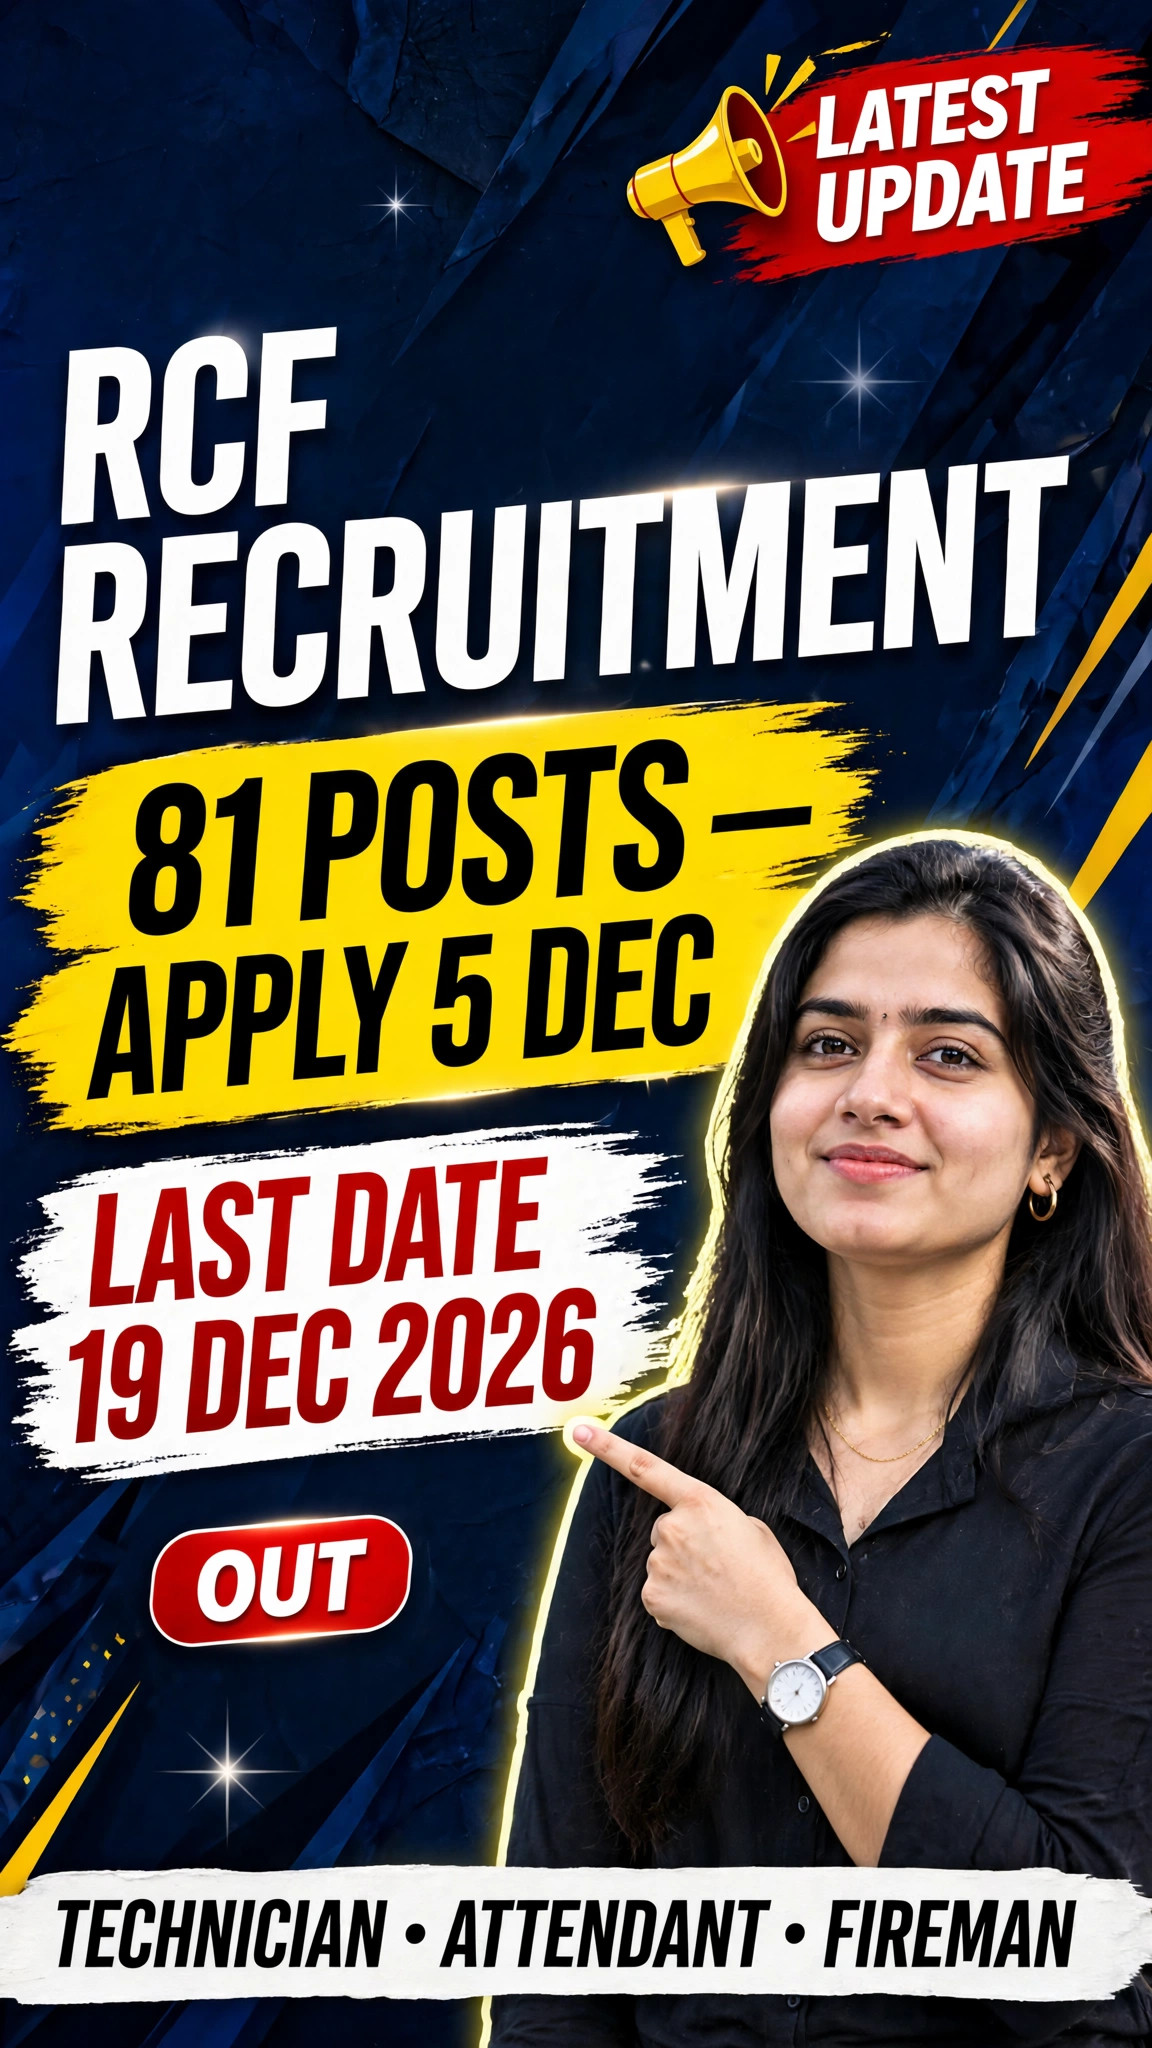 LATEST
UPDATE
RCF
RECRUITMENT
81 POSTS –
APPLY 5 DEC
LAST DATE
19 DEC 2026
OUT
TECHNICIAN • ATTENDANT • FIREMAN